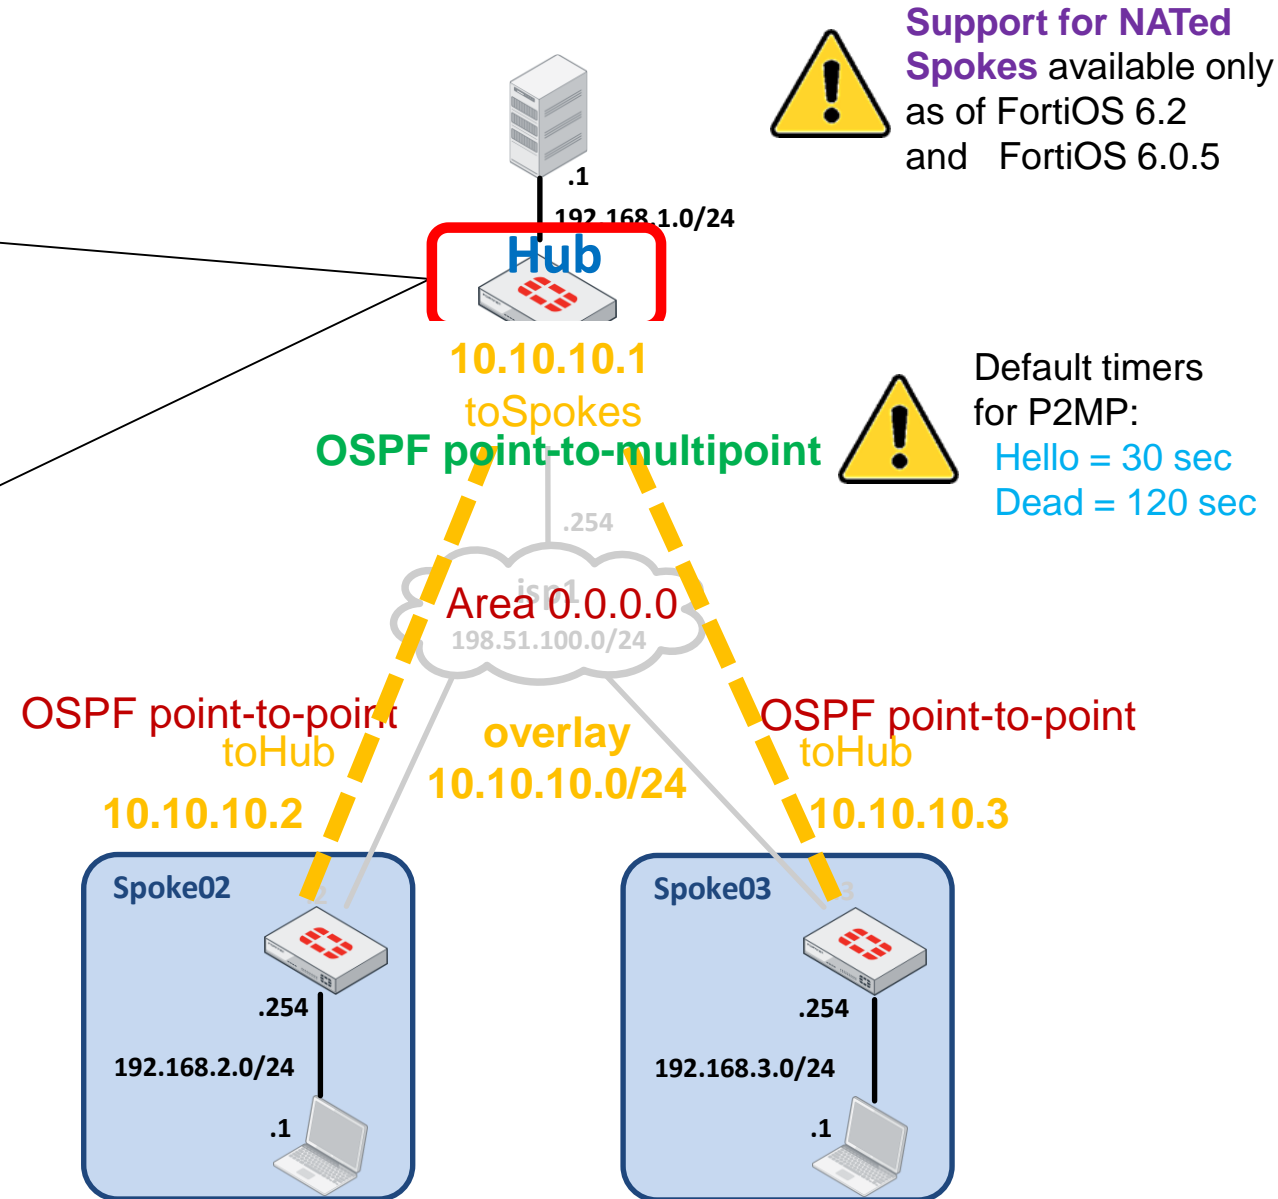 Support for NATed
Spokes available only
as of FortiOS 6.2
and FortiOS 6.0.5
.1
192.168.1.0/24
Hub
10.10.10.1
toSpokes
OSPF point-to-multipoint
Default timers
for P2MP:
Hello = 30 sec
Dead = 120 sec
.254
isp1
Area 0.0.0.0
198.51.100.0/24
OSPF point-to-point
toHub
10.10.10.2
overlay
10.10.10.0/24
OSPF point-to-point
toHub
10.10.10.3
Spoke02
.2
.254
192.168.2.0/24
.1
Spoke03
.3
.254
192.168.3.0/24
.1